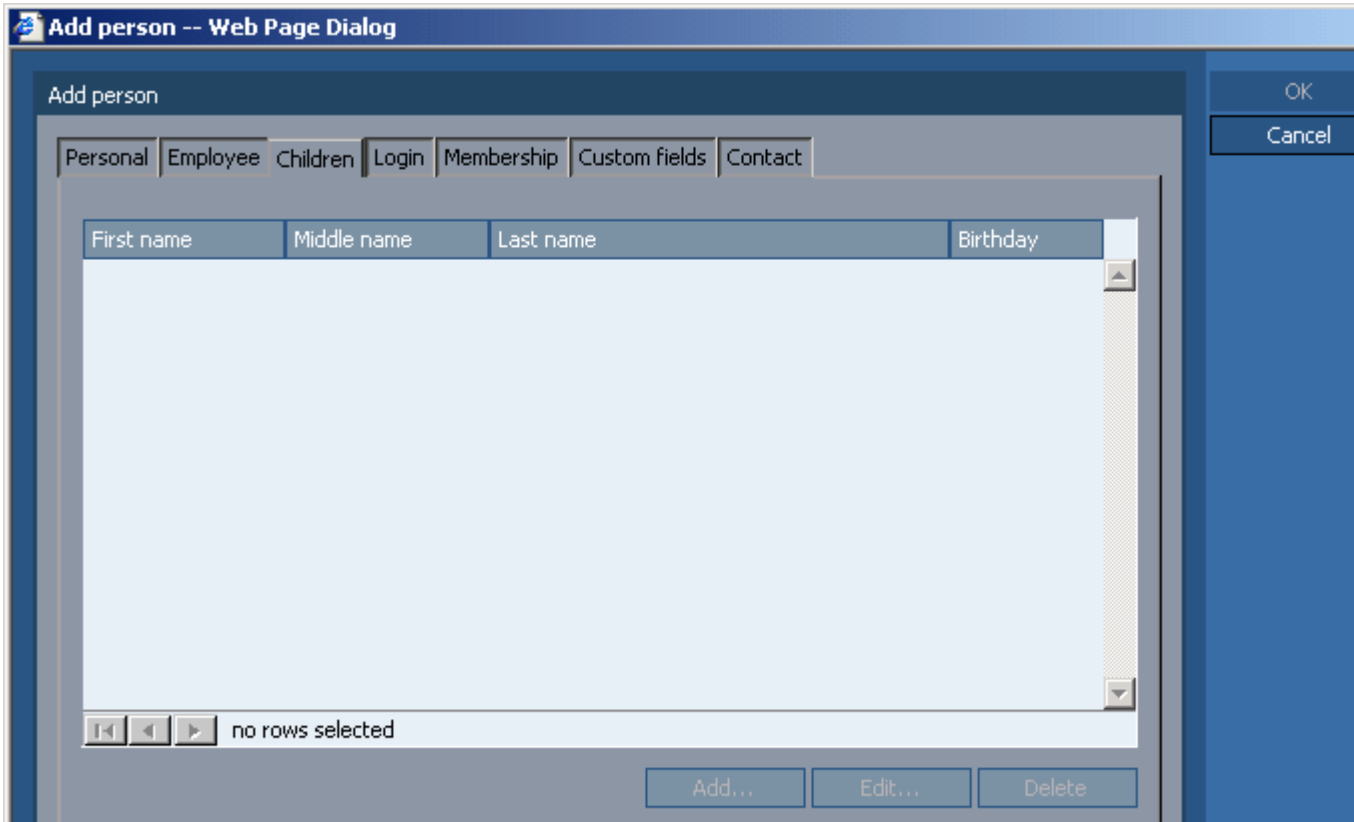 Add person -- Web Page Dialog
Add person
OK
Cancel
Personal Employee Children Login Membership Custom fields Contact
First name Middle name Last name Birthday
no rows selected
Add... Edit... Delete